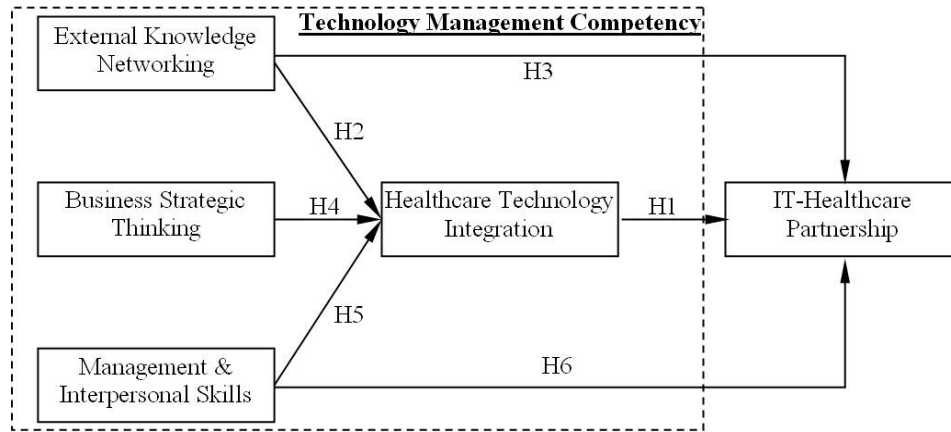 Technology Management Competency
External Knowledge
Networking
H3
H2
Business Strategic
Thinking
H4
Healthcare Technology
Integration
H1
IT-Healthcare
Partnership
H5
Management &
Interpersonal Skills
H6